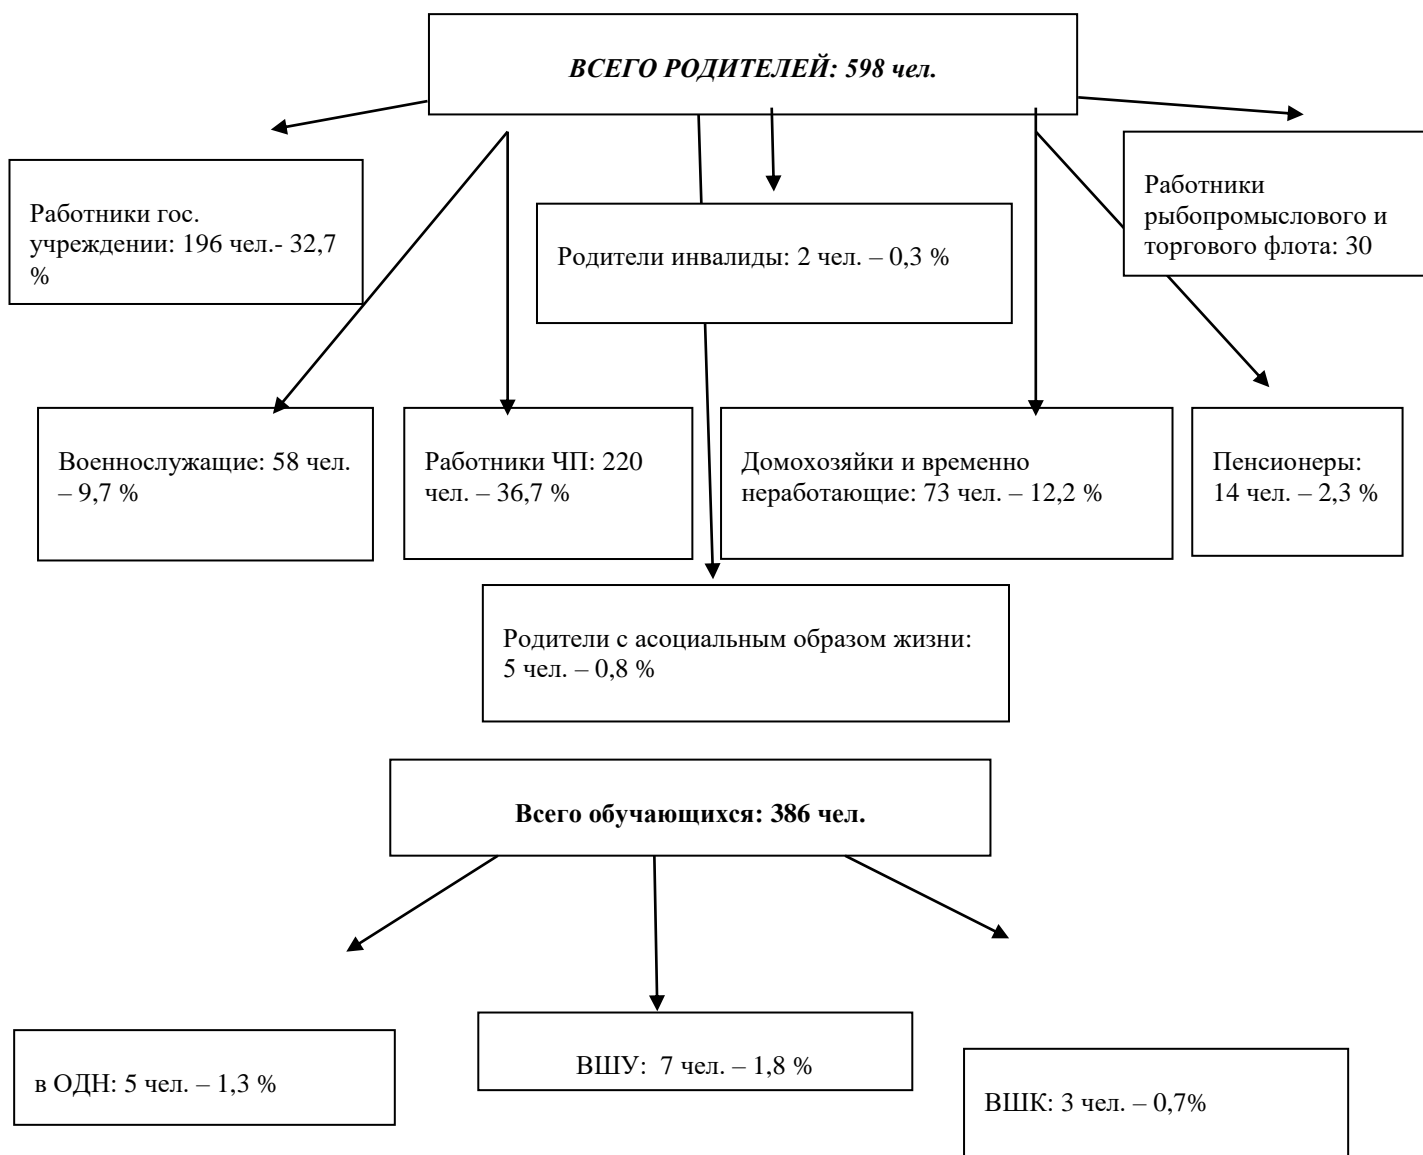 ВСЕГО РОДИТЕЛЕЙ: 598 чел.
Работники гос.
учреждении: 196 чел.- 32,7
%
Родители инвалиды: 2 чел. – 0,3 %
Работники
рыбопромыслового и
торгового флота: 30
Военнослужащие: 58 чел.
– 9,7 %
Работники ЧП: 220
чел. – 36,7 %
Домохозяйки и временно
неработающие: 73 чел. – 12,2 %
Пенсионеры:
14 чел. – 2,3 %
Родители с асоциальным образом жизни:
5 чел. – 0,8 %
Всего обучающихся: 386 чел.
в ОДН: 5 чел. – 1,3 %
ВШУ:  7 чел. – 1,8 %
ВШК: 3 чел. – 0,7%